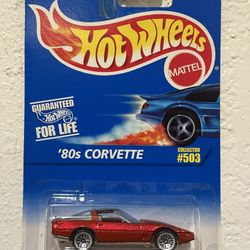 HOT WHEELS
MATTEL
GUARANTEED
FOR LIFE
'80s CORVETTE
COLLECTOR
#503